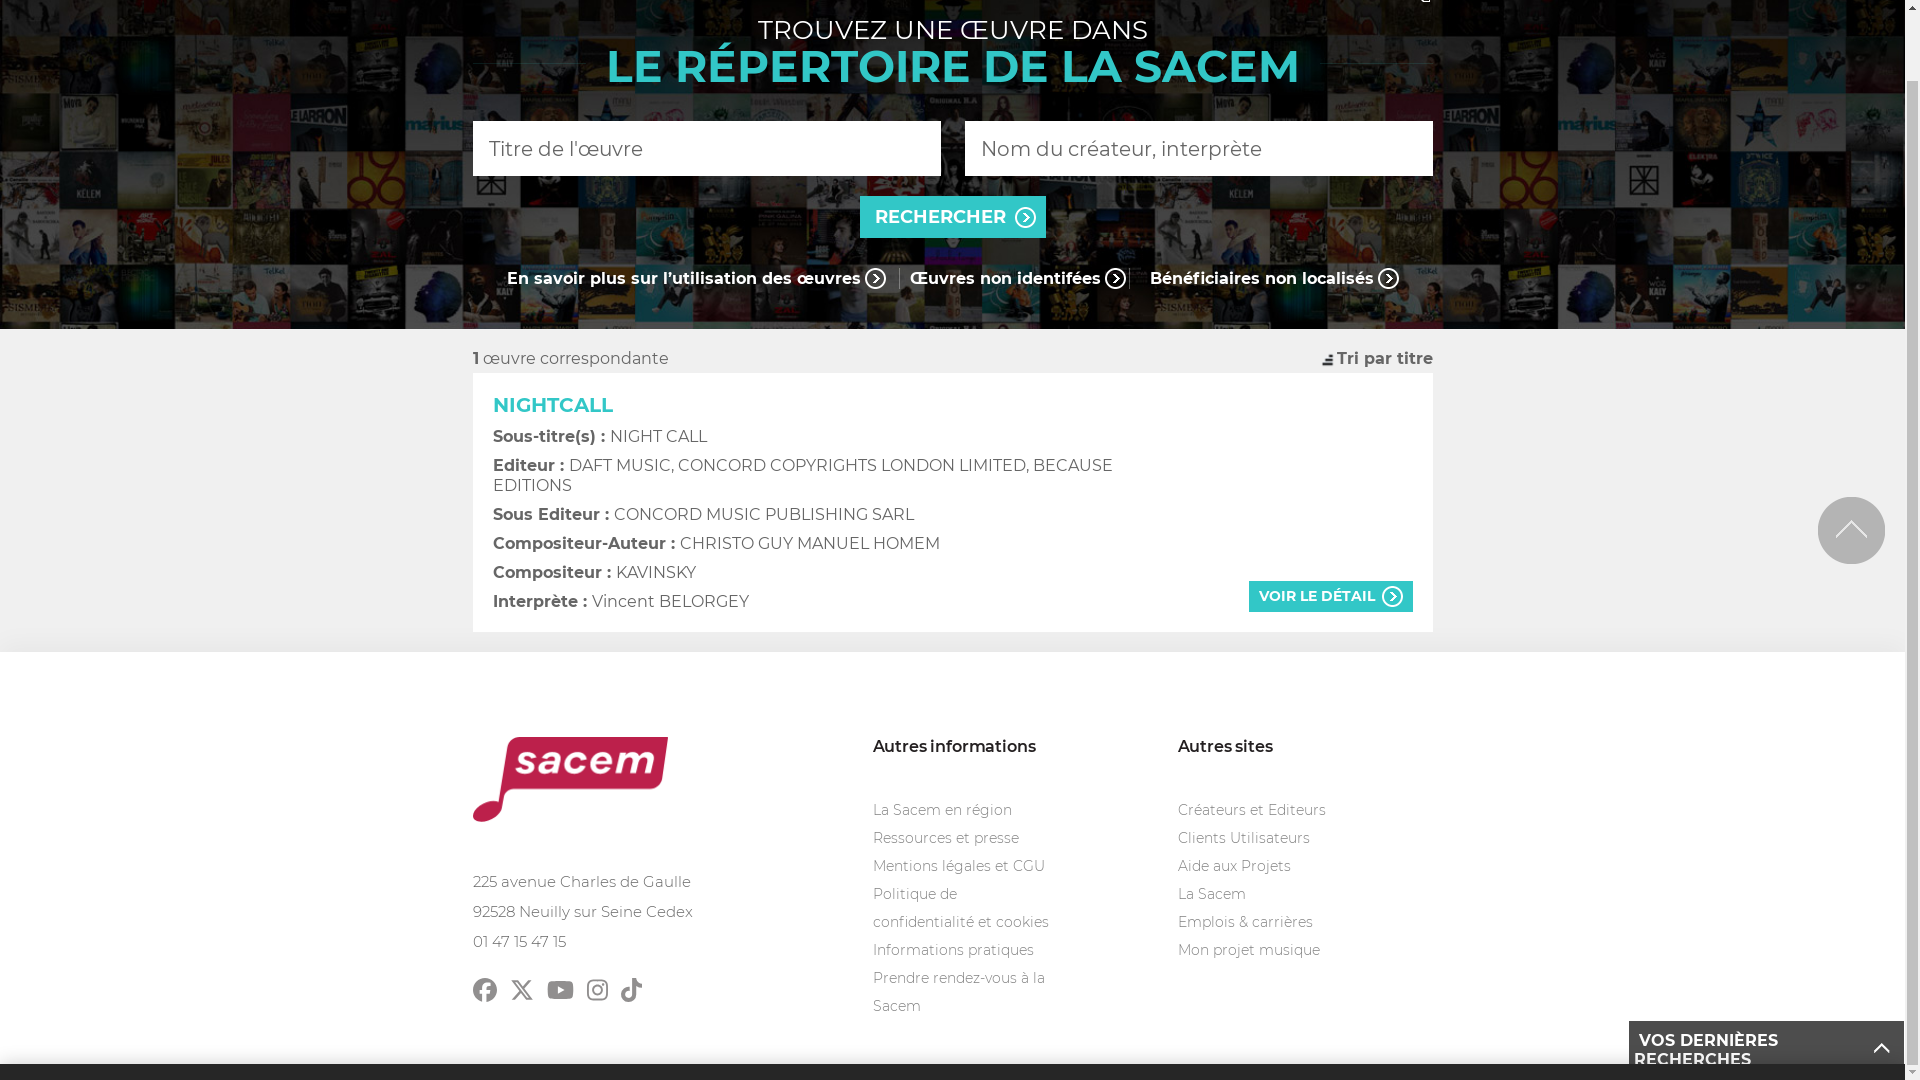 TROUVEZ UNE ŒUVRE DANS
LE RÉPERTOIRE DE LA SACEM
Titre de l'œuvre
Nom du créateur, interprète
RECHERCHER
En savoir plus sur l’utilisation des œuvres
Œuvres non identifées
Bénéficiaires non localisés
1 œuvre correspondante
Tri par titre
NIGHTCALL
Sous-titre(s) : NIGHT CALL
Editeur : DAFT MUSIC, CONCORD COPYRIGHTS LONDON LIMITED, BECAUSE
EDITIONS
Sous Editeur : CONCORD MUSIC PUBLISHING SARL
Compositeur-Auteur : CHRISTO GUY MANUEL HOMEM
Compositeur : KAVINSKY
Interprète : Vincent BELORGEY
VOIR LE DÉTAIL
sacem
225 avenue Charles de Gaulle
92528 Neuilly sur Seine Cedex
01 47 15 47 15
Autres informations
La Sacem en région
Ressources et presse
Mentions légales et CGU
Politique de
confidentialité et cookies
Informations pratiques
Prendre rendez-vous à la
Sacem
Autres sites
Créateurs et Editeurs
Clients Utilisateurs
Aide aux Projets
La Sacem
Emplois & carrières
Mon projet musique
VOS DERNIÈRES
RECHERCHES